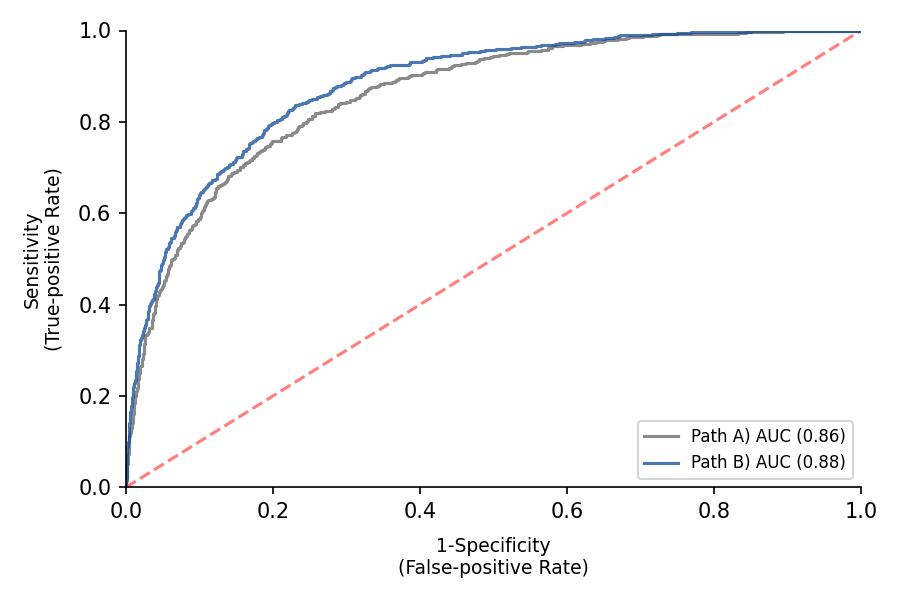 1.0
0.8
0.6
0.4
0.2
0.0
Sensitivity
(True-positive Rate)
Path A) AUC (0.86)
Path B) AUC (0.88)
0.0 0.2 0.4 0.6 0.8 1.0
1-Specificity
(False-positive Rate)